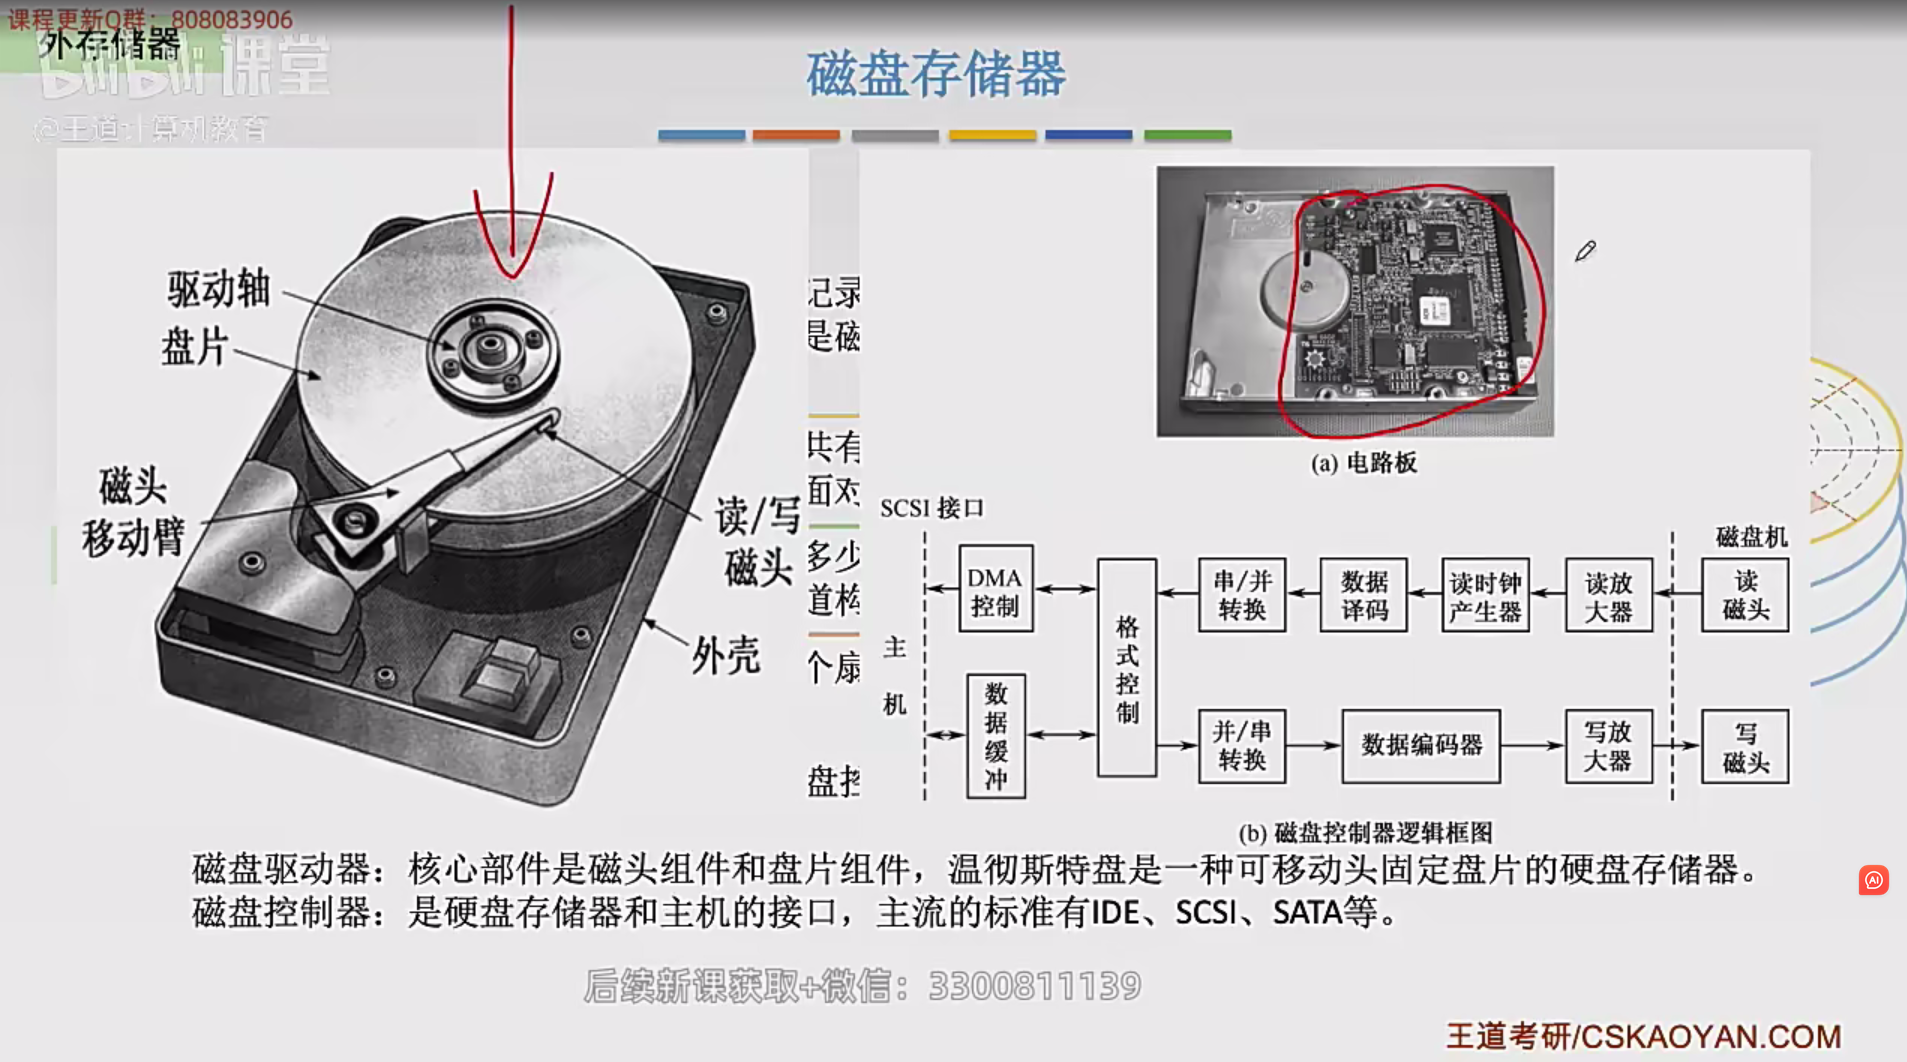 课程更新Q群：808083906
外存储器
bilibili课堂
@王道计算机教育
磁盘存储器
驱动轴
盘片
磁头
移动臂
读/写
磁头
外壳
记录
是磁
共有
面对
多少
道构
个扇
盘控
(a) 电路板
SCSI 接口
磁盘机
主
机
DMA
控制
数
据
缓
冲
格
式
控
制
串/并
转换
数据
译码
读时钟
产生器
读放
大器
读
磁头
并/串
转换
数据编码器
写放
大器
写
磁头
(b) 磁盘控制器逻辑框图
磁盘驱动器：核心部件是磁头组件和盘片组件，温彻斯特盘是一种可移动头固定盘片的硬盘存储器。
磁盘控制器：是硬盘存储器和主机的接口，主流的标准有IDE、SCSI、SATA等。
AI
后续新课获取+微信：3300811139
王道考研/CSKAOYAN.COM